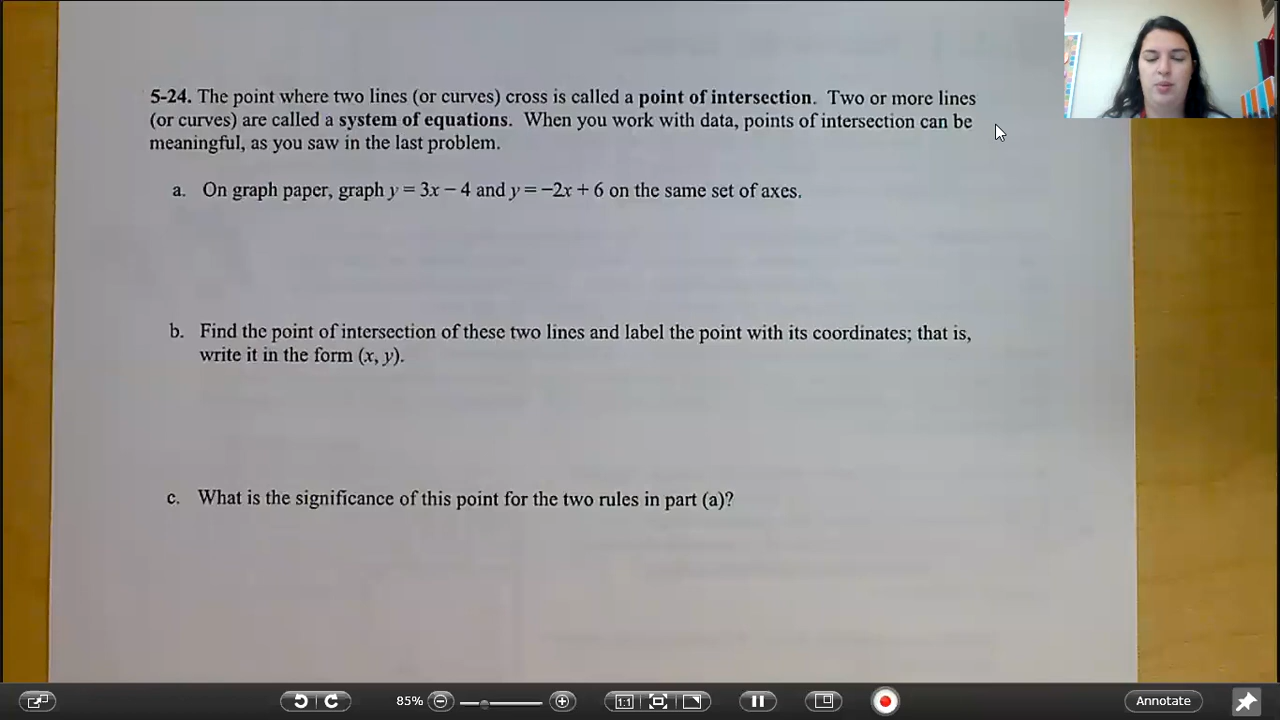 5-24. The point where two lines (or curves) cross is called a point of intersection. Two or more lines
(or curves) are called a system of equations. When you work with data, points of intersection can be
meaningful, as you saw in the last problem.
a. On graph paper, graph y = 3x − 4 and y = −2x + 6 on the same set of axes.
b. Find the point of intersection of these two lines and label the point with its coordinates; that is,
write it in the form (x, y).
c. What is the significance of this point for the two rules in part (a)?
85%
1:1
Annotate